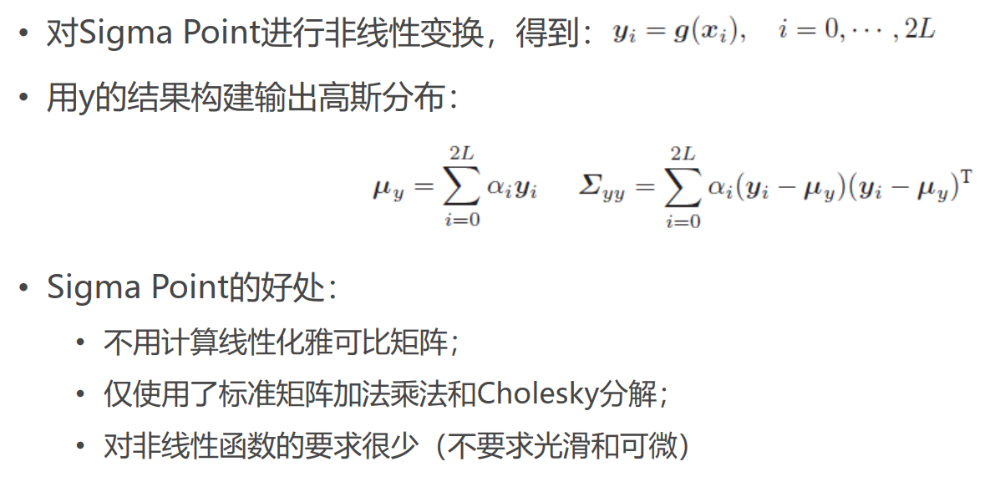 • 对Sigma Point进行非线性变换，得到：$\boldsymbol{y}_i = \boldsymbol{g}(\boldsymbol{x}_i), \quad i = 0, \cdots, 2L$
• 用y的结果构建输出高斯分布：
$\boldsymbol{\mu}_y = \sum_{i=0}^{2L} \alpha_i \boldsymbol{y}_i \quad \boldsymbol{\Sigma}_{yy} = \sum_{i=0}^{2L} \alpha_i (\boldsymbol{y}_i - \boldsymbol{\mu}_y)(\boldsymbol{y}_i - \boldsymbol{\mu}_y)^{\mathrm{T}}$
• Sigma Point的好处：
• 不用计算线性化雅可比矩阵；
• 仅使用了标准矩阵加法乘法和Cholesky分解；
• 对非线性函数的要求很少（不要求光滑和可微）